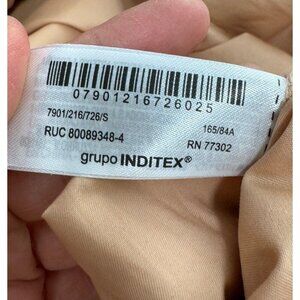 07901216726025
7901/216/726/S
165/84A
RUC 80089348-4
RN 77302
grupo INDITEX®